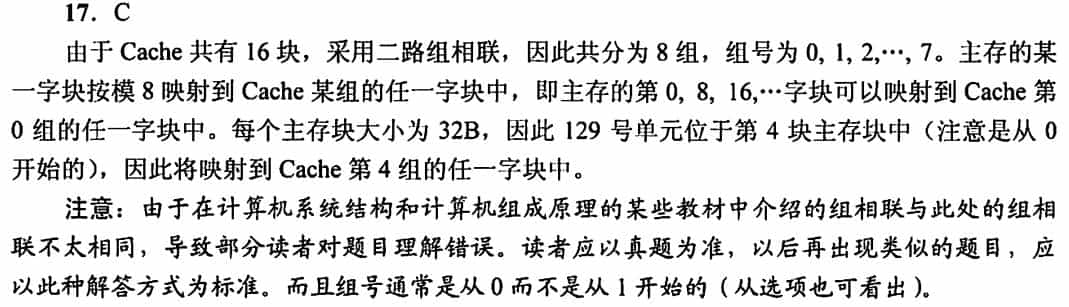 17. C
由于 Cache 共有 16 块，采用二路组相联，因此共分为 8 组，组号为 0, 1, 2,…, 7。主存的某
一字块按模 8 映射到 Cache 某组的任一字块中，即主存的第 0, 8, 16,…字块可以映射到 Cache 第
0 组的任一字块中。每个主存块大小为 32B，因此 129 号单元位于第 4 块主存块中（注意是从 0
开始的），因此将映射到 Cache 第 4 组的任一字块中。
注意：由于在计算机系统结构和计算机组成原理的某些教材中介绍的组相联与此处的组相
联不太相同，导致部分读者对题目理解错误。读者应以真题为准，以后再出现类似的题目，应
以此种解答方式为标准。而且组号通常是从 0 而不是从 1 开始的（从选项也可看出）。